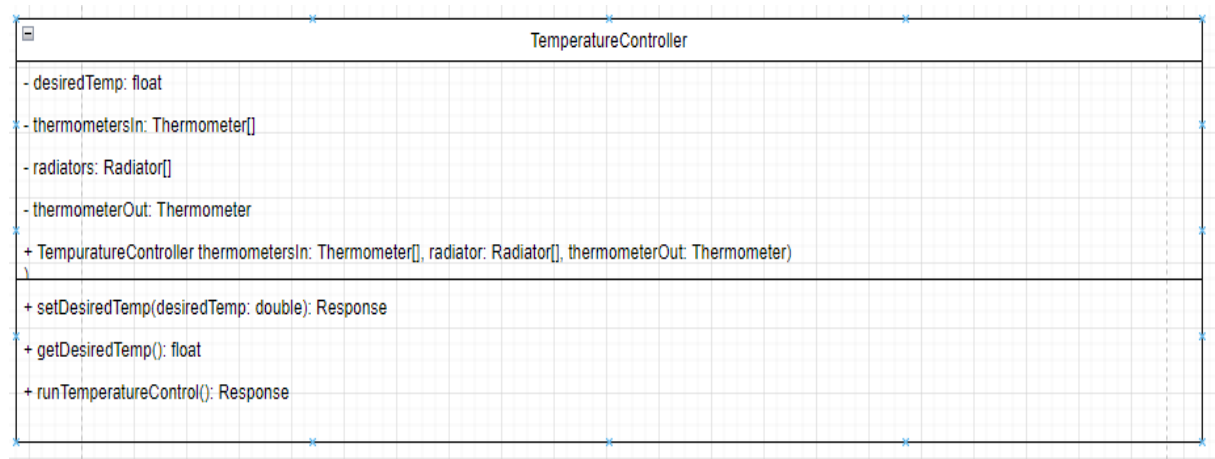 TemperatureController
- desiredTemp: float
- thermometersIn: Thermometer[]
- radiators: Radiator[]
- thermometerOut: Thermometer
+ TempuratureController thermometersIn: Thermometer[], radiator: Radiator[], thermometerOut: Thermometer)
)
+ setDesiredTemp(desiredTemp: double): Response
+ getDesiredTemp(): float
+ runTemperatureControl(): Response